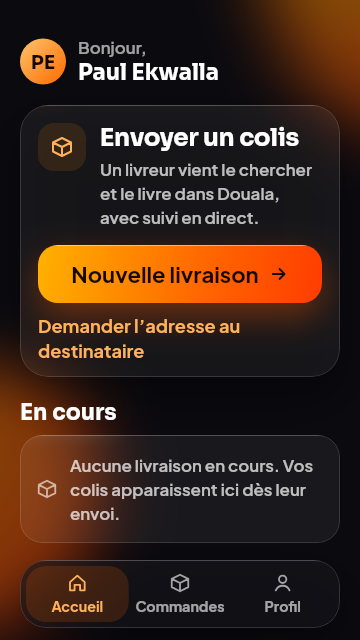 PE
Bonjour,
Paul Ekwalla
Envoyer un colis
Un livreur vient le chercher
et le livre dans Douala,
avec suivi en direct.
Nouvelle livraison →
Demander l’adresse au
destinataire
En cours
Aucune livraison en cours. Vos
colis apparaissent ici dès leur
envoi.
Accueil
Commandes
Profil